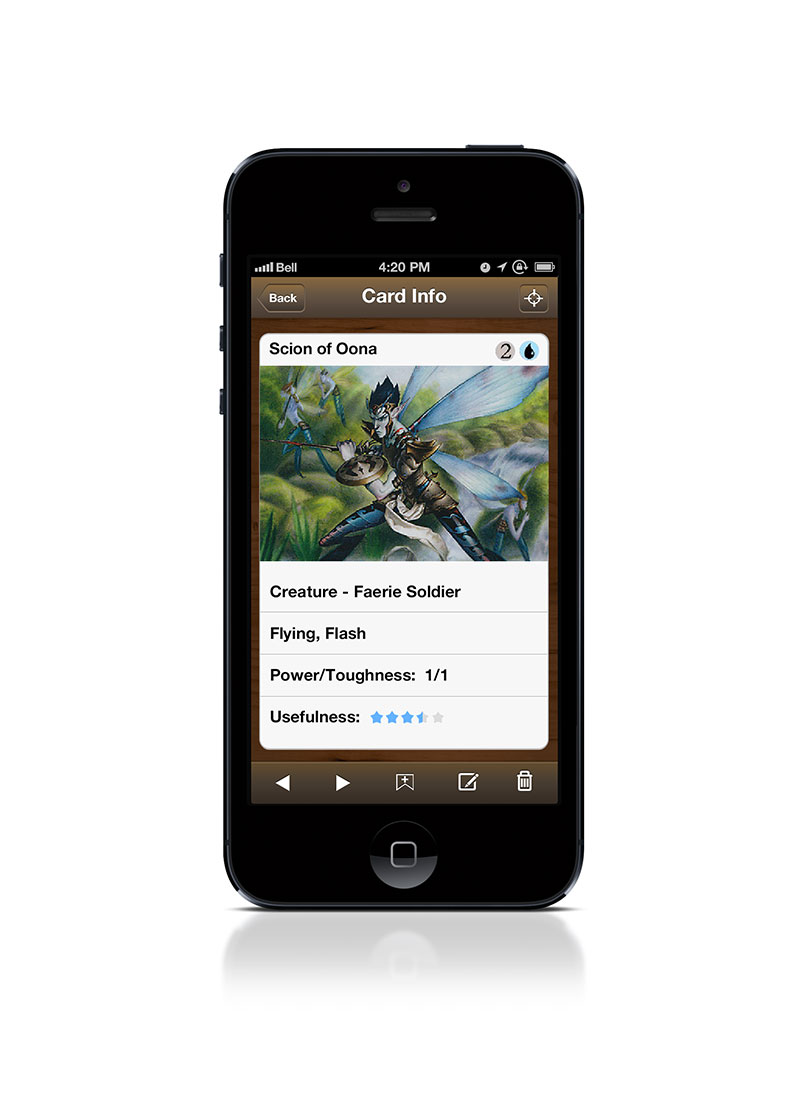 Bell 4:20 PM
Back Card Info
Scion of Oona 2
Creature - Faerie Soldier
Flying, Flash
Power/Toughness: 1/1
Usefulness: